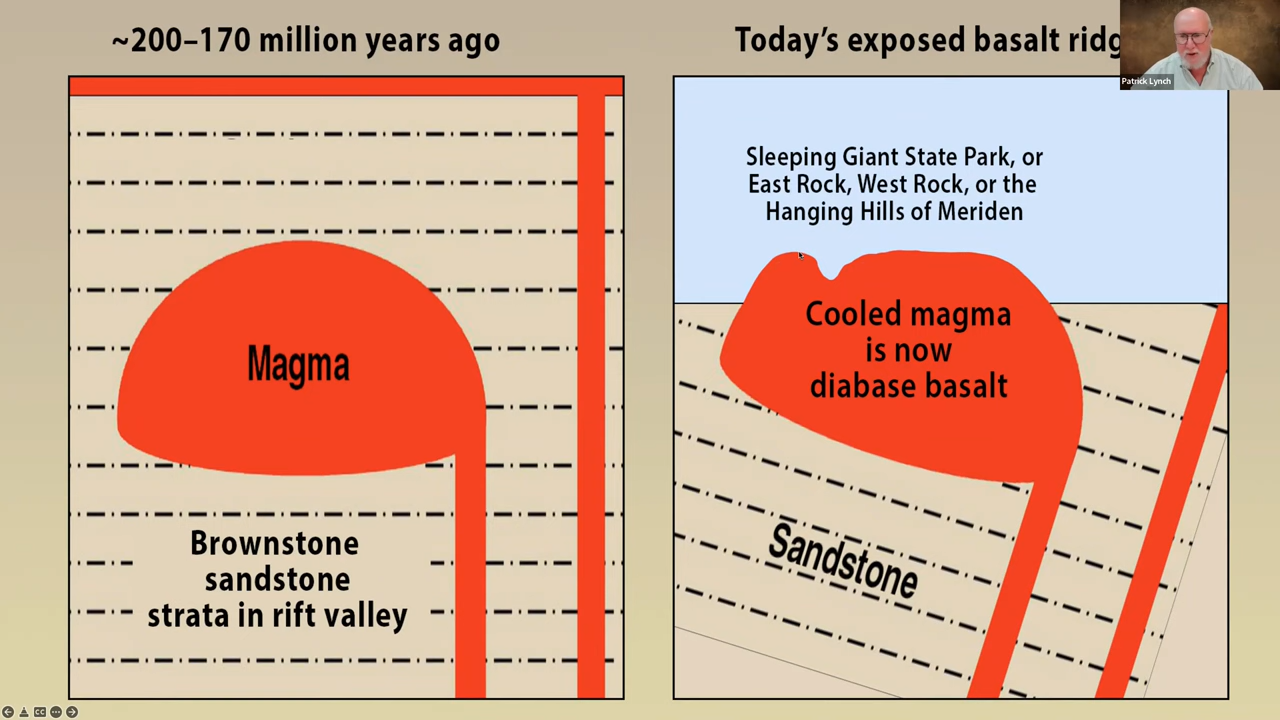 ~200–170 million years ago
Magma
Brownstone
sandstone
strata in rift valley
Today’s exposed basalt
Patrick Lynch
Sleeping Giant State Park, or
East Rock, West Rock, or the
Hanging Hills of Meriden
Cooled magma
is now
diabase basalt
Sandstone
CC